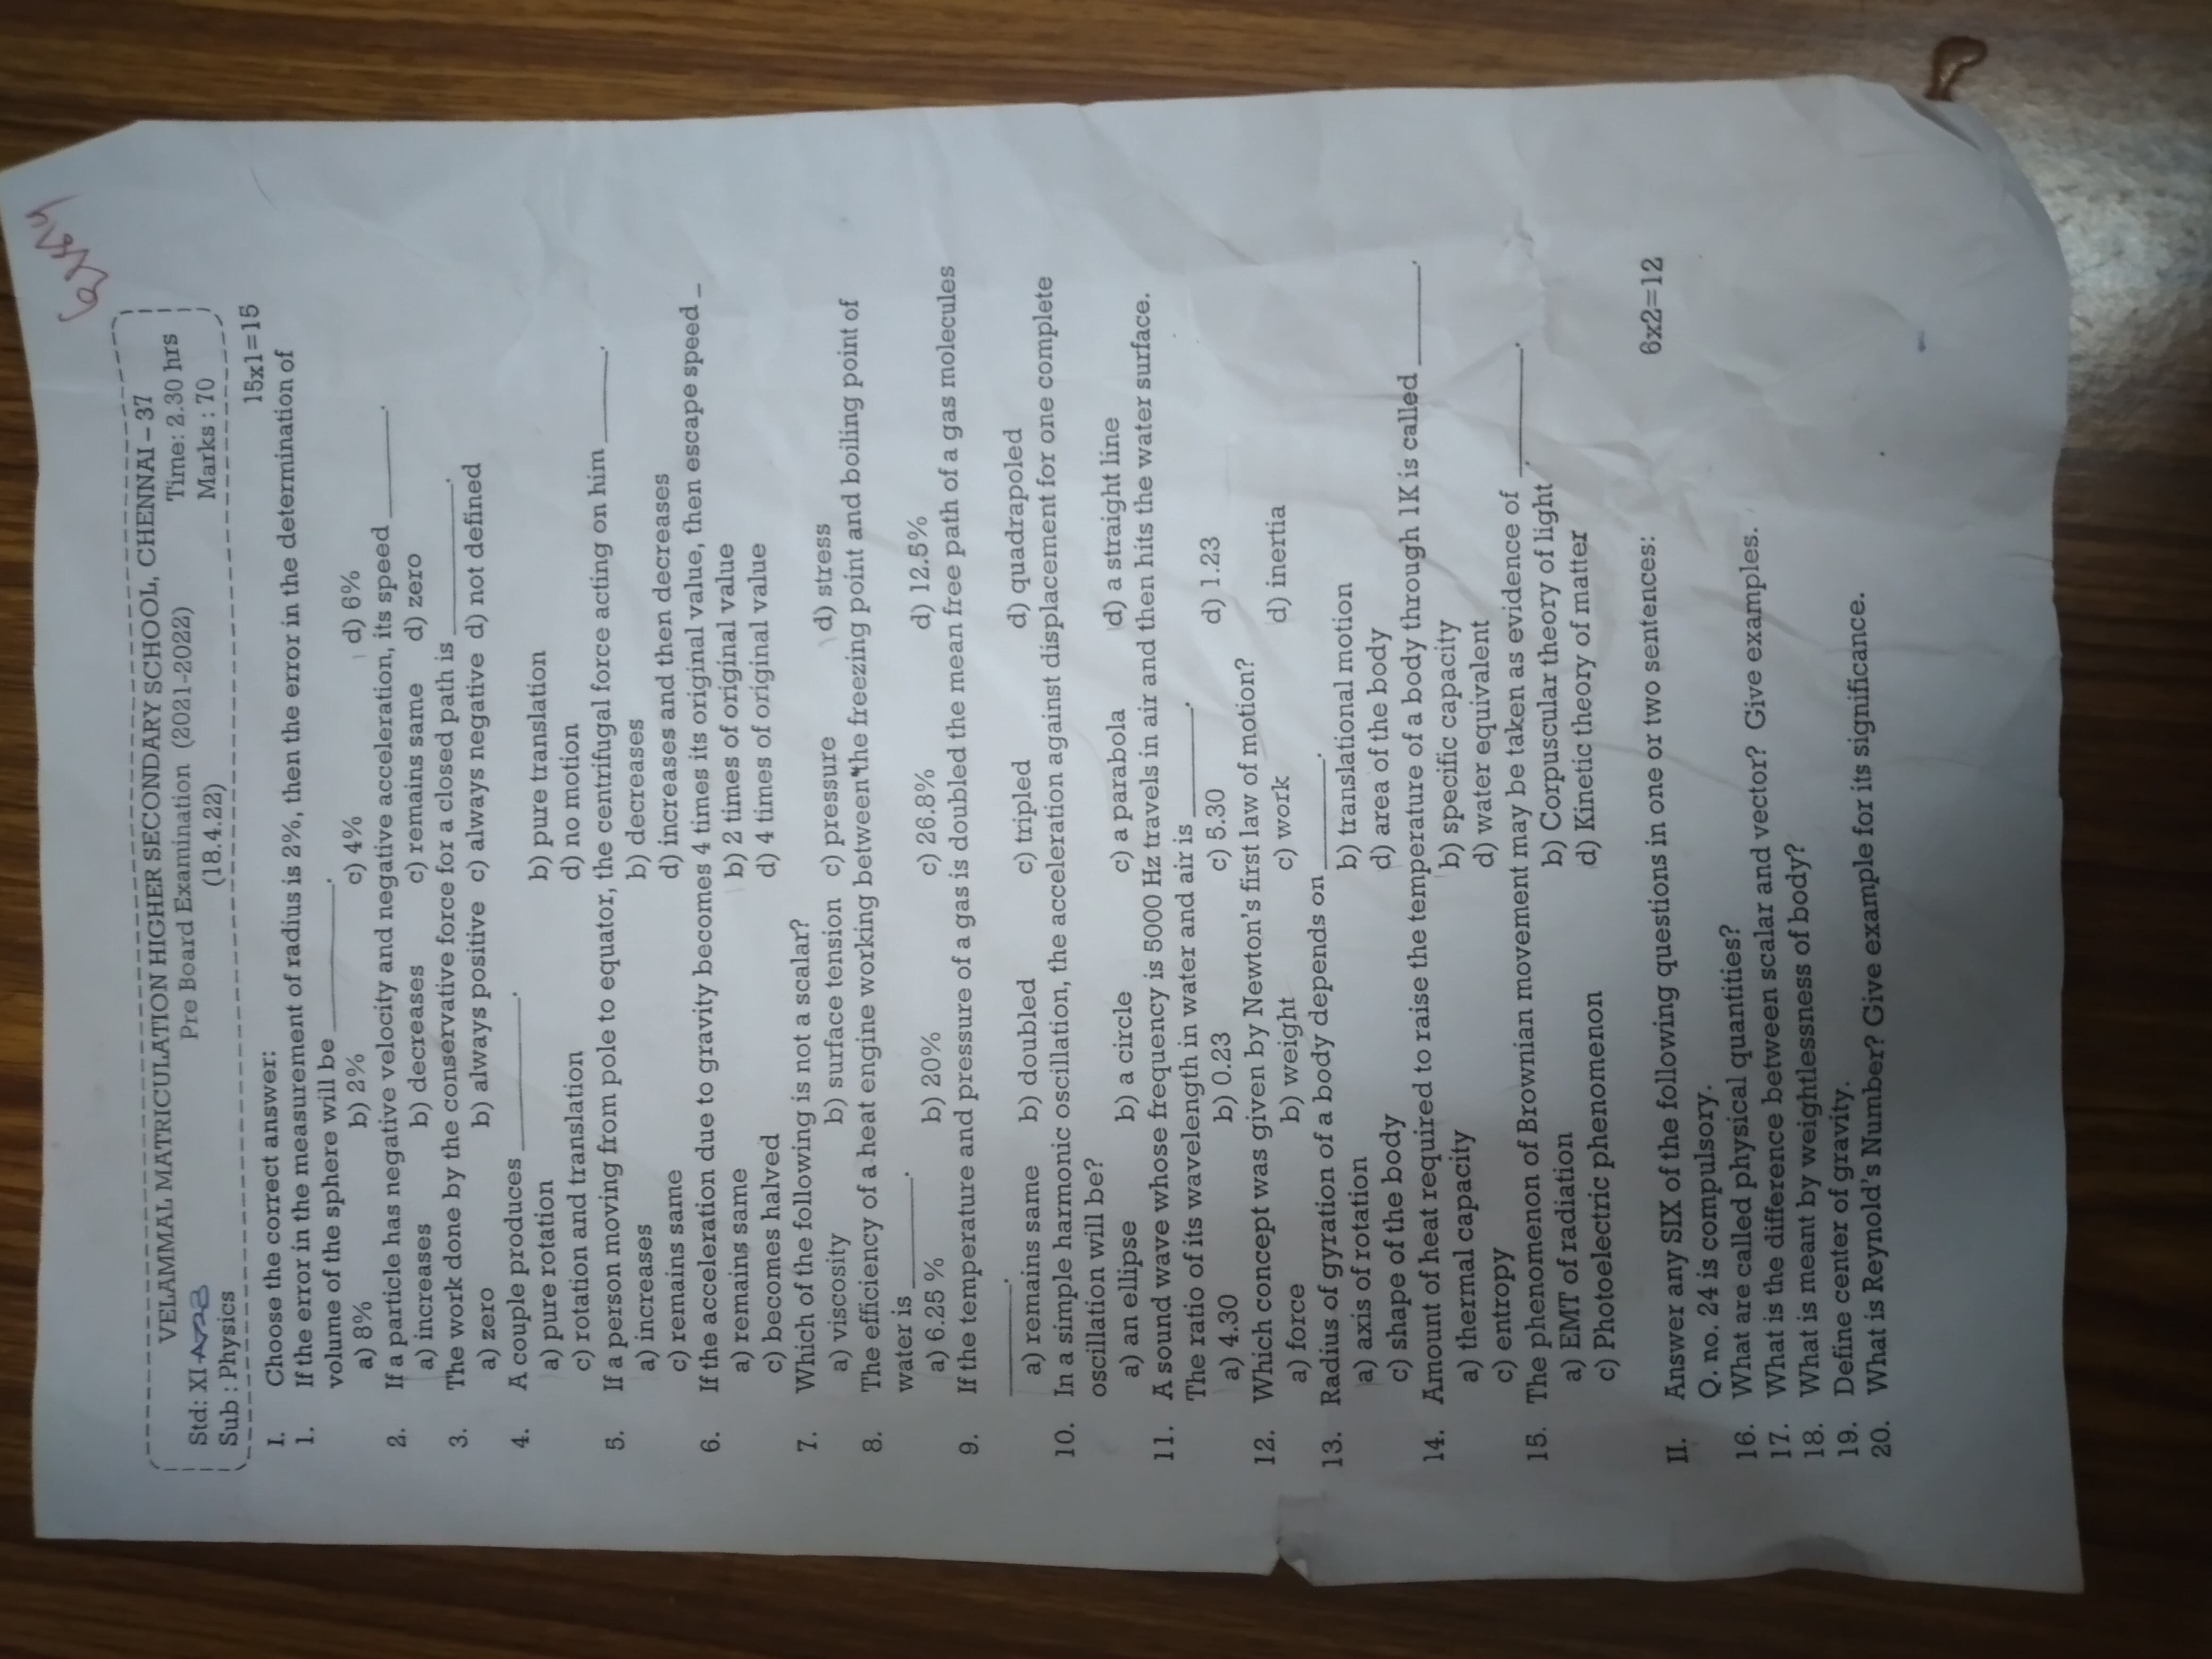 VELAMMAL MATRICULATION HIGHER SECONDARY SCHOOL, CHENNAI – 37
Std: XI Pre Board Examination (2021-2022) Time: 2.30 hrs
Sub : Physics (18.4.22) Marks : 70
I. Choose the correct answer: 15x1=15
1. If the error in the measurement of radius is 2%, then the error in the determination of
volume of the sphere will be ________.
a) 8% b) 2% c) 4% d) 6%
2. If a particle has negative velocity and negative acceleration, its speed ________.
a) increases b) decreases c) remains same d) zero
3. The work done by the conservative force for a closed path is ________.
a) zero b) always positive c) always negative d) not defined
4. A couple produces ________.
a) pure rotation b) pure translation
c) rotation and translation d) no motion
5. If a person moving from pole to equator, the centrifugal force acting on him ______.
a) increases b) decreases
c) remains same d) increases and then decreases
6. If the acceleration due to gravity becomes 4 times its original value, then escape speed _
a) remains same b) 2 times of original value
c) becomes halved d) 4 times of original value
7. Which of the following is not a scalar?
a) viscosity b) surface tension c) pressure d) stress
8. The efficiency of a heat engine working between the freezing point and boiling point of
water is ________.
a) 6.25 % b) 20% c) 26.8% d) 12.5%
9. If the temperature and pressure of a gas is doubled the mean free path of a gas molecules
________.
a) remains same b) doubled c) tripled d) quadrapoled
10. In a simple harmonic oscillation, the acceleration against displacement for one complete
oscillation will be?
a) an ellipse b) a circle c) a parabola d) a straight line
11. A sound wave whose frequency is 5000 Hz travels in air and then hits the water surface.
The ratio of its wavelength in water and air is ________.
a) 4.30 b) 0.23 c) 5.30 d) 1.23
12. Which concept was given by Newton's first law of motion?
a) force b) weight c) work d) inertia
13. Radius of gyration of a body depends on ________.
a) axis of rotation b) translational motion
c) shape of the body d) area of the body
14. Amount of heat required to raise the temperature of a body through 1K is called ______.
a) thermal capacity b) specific capacity
c) entropy d) water equivalent
15. The phenomenon of Brownian movement may be taken as evidence of ________.
a) EMT of radiation b) Corpuscular theory of light
c) Photoelectric phenomenon d) Kinetic theory of matter
II. Answer any SIX of the following questions in one or two sentences: 6x2=12
Q. no. 24 is compulsory.
16. What are called physical quantities?
17. What is the difference between scalar and vector? Give examples.
18. What is meant by weightlessness of body?
19. Define center of gravity.
20. What is Reynold's Number? Give example for its significance.